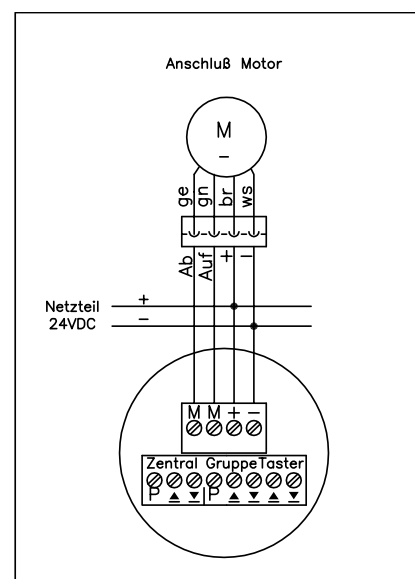 Anschluß Motor
M
–
ge gn br ws
Ab Auf + –
Netzteil +
24VDC –
M M + –
Zentral Gruppe Taster
P ▲ ▼ P ▲ ▼ ▲ ▼